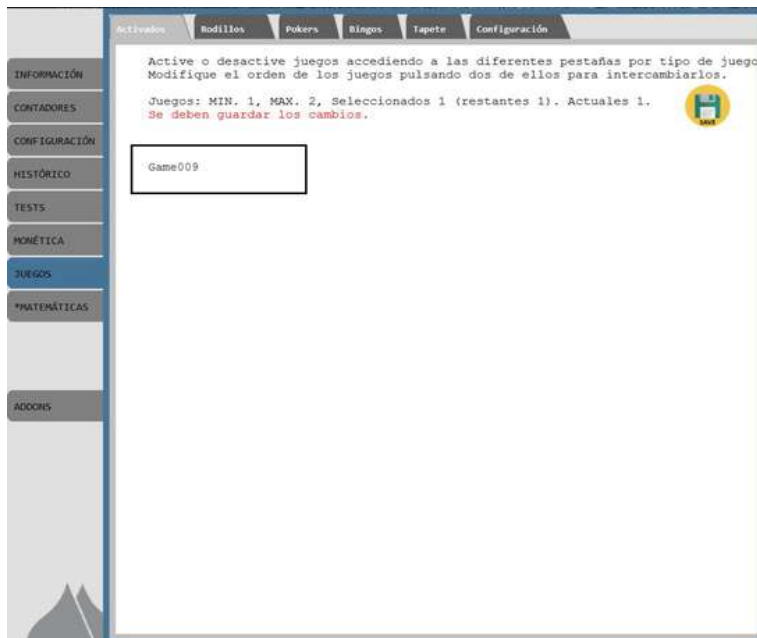 Activados
Rodillos
Pokers
Bingos
Tapete
Configuración
INFORMACIÓN
CONTADORES
CONFIGURACIÓN
HISTÓRICO
TESTS
MONÉTICA
JUEGOS
*MATEMÁTICAS
ADDONS
Active o desactive juegos accediendo a las diferentes pestañas por tipo de juego
Modifique el orden de los juegos pulsando dos de ellos para intercambiarlos.
Juegos: MIN. 1, MAX. 2, Seleccionados 1 (restantes 1). Actuales 1.
Se deben guardar los cambios.
SAVE
Game009